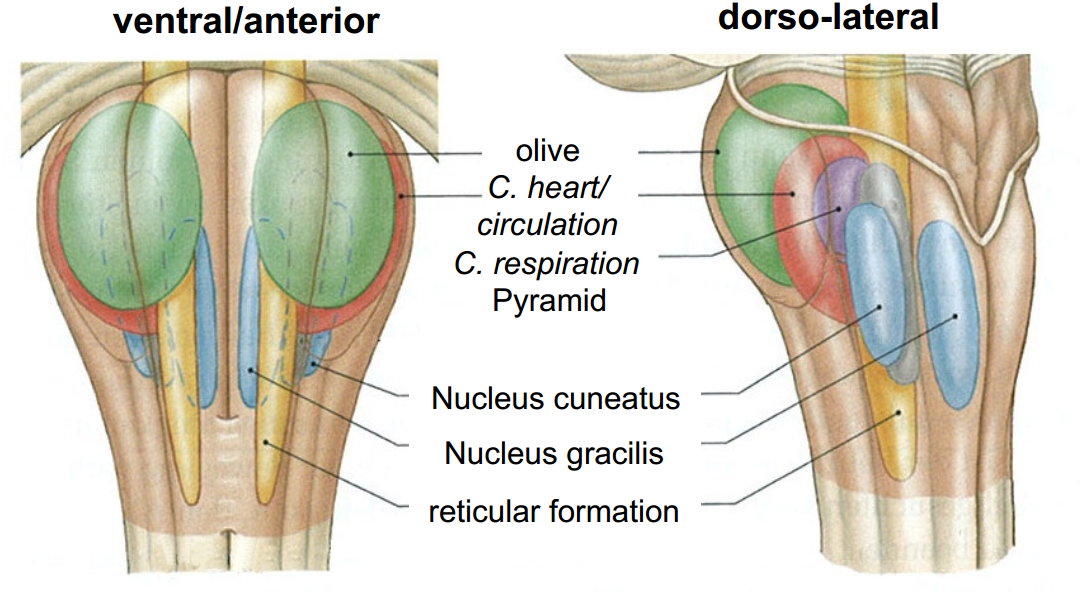 ventral/anterior
dorso-lateral
olive
C. heart/
circulation
C. respiration
Pyramid
Nucleus cuneatus
Nucleus gracilis
reticular formation